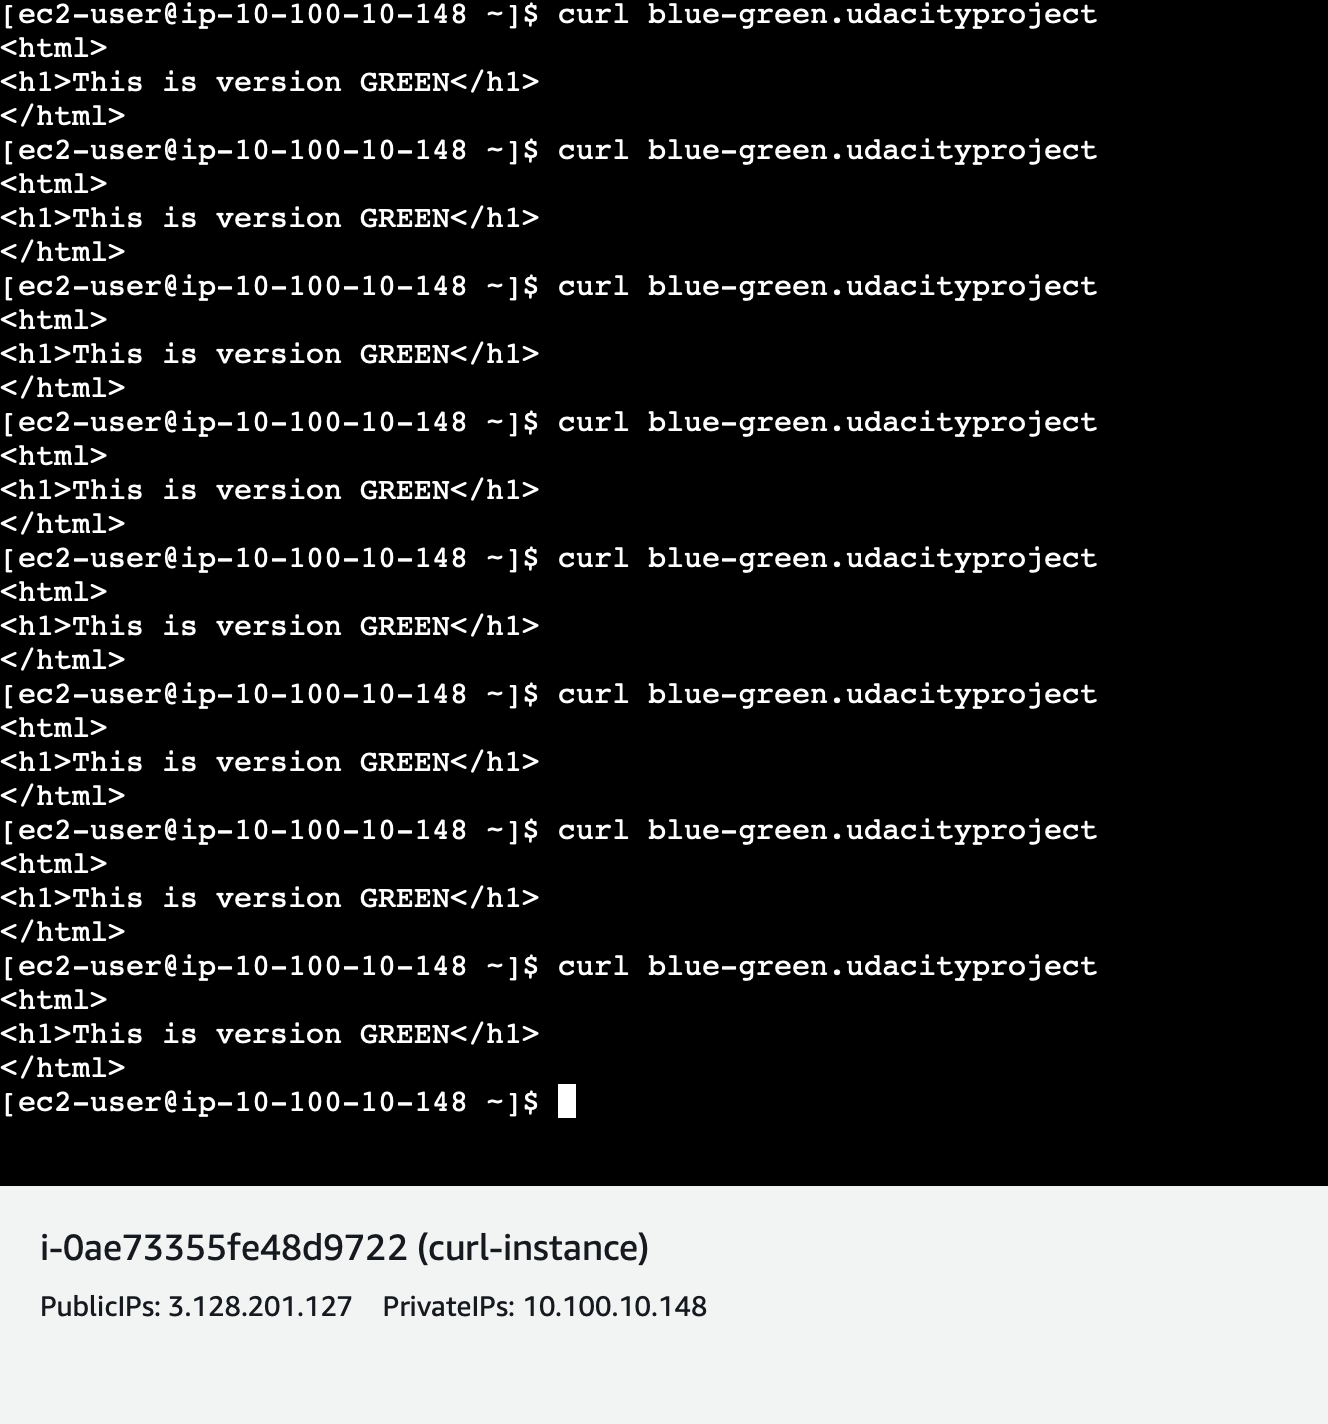 [ec2-user@ip-10-100-10-148 ~]$ curl blue-green.udacityproject
<html>
<h1>This is version GREEN</h1>
</html>
[ec2-user@ip-10-100-10-148 ~]$ curl blue-green.udacityproject
<html>
<h1>This is version GREEN</h1>
</html>
[ec2-user@ip-10-100-10-148 ~]$ curl blue-green.udacityproject
<html>
<h1>This is version GREEN</h1>
</html>
[ec2-user@ip-10-100-10-148 ~]$ curl blue-green.udacityproject
<html>
<h1>This is version GREEN</h1>
</html>
[ec2-user@ip-10-100-10-148 ~]$ curl blue-green.udacityproject
<html>
<h1>This is version GREEN</h1>
</html>
[ec2-user@ip-10-100-10-148 ~]$ curl blue-green.udacityproject
<html>
<h1>This is version GREEN</h1>
</html>
[ec2-user@ip-10-100-10-148 ~]$ curl blue-green.udacityproject
<html>
<h1>This is version GREEN</h1>
</html>
[ec2-user@ip-10-100-10-148 ~]$ curl blue-green.udacityproject
<html>
<h1>This is version GREEN</h1>
</html>
[ec2-user@ip-10-100-10-148 ~]$
i-0ae73355fe48d9722 (curl-instance)
PublicIPs: 3.128.201.127 PrivateIPs: 10.100.10.148